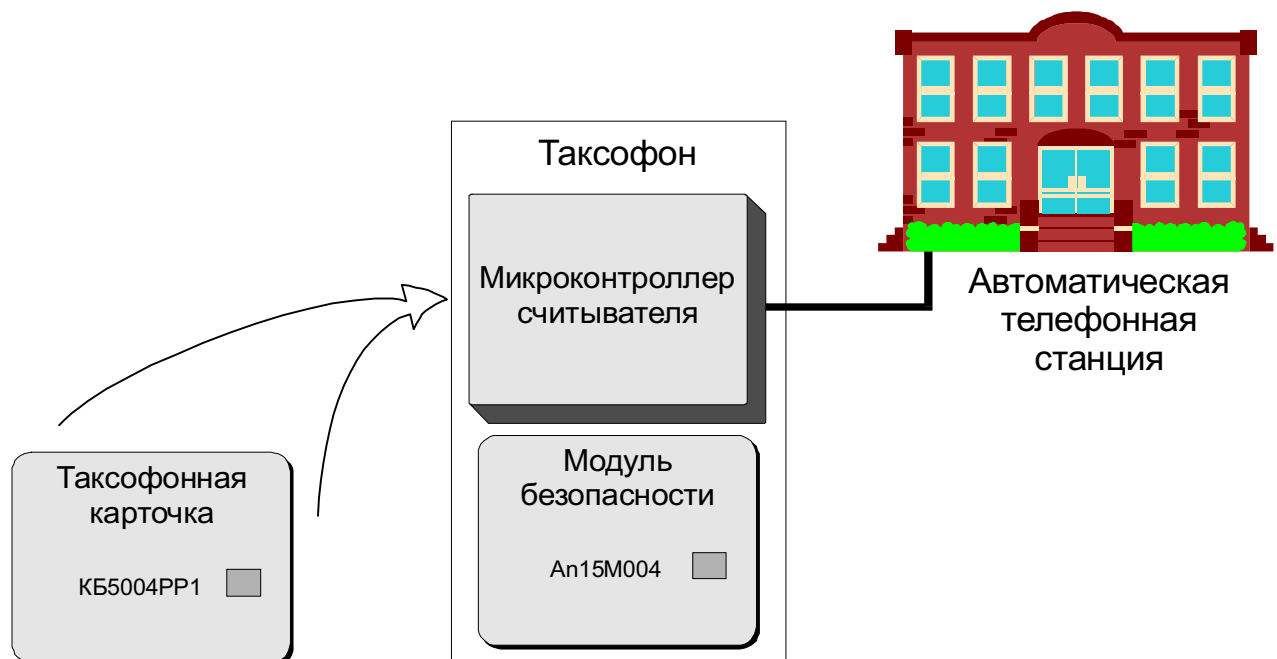 Таксофон
Микроконтроллер
считывателя
Автоматическая
телефонная
станция
Таксофонная
карточка
КБ5004РР1
Модуль
безопасности
An15M004